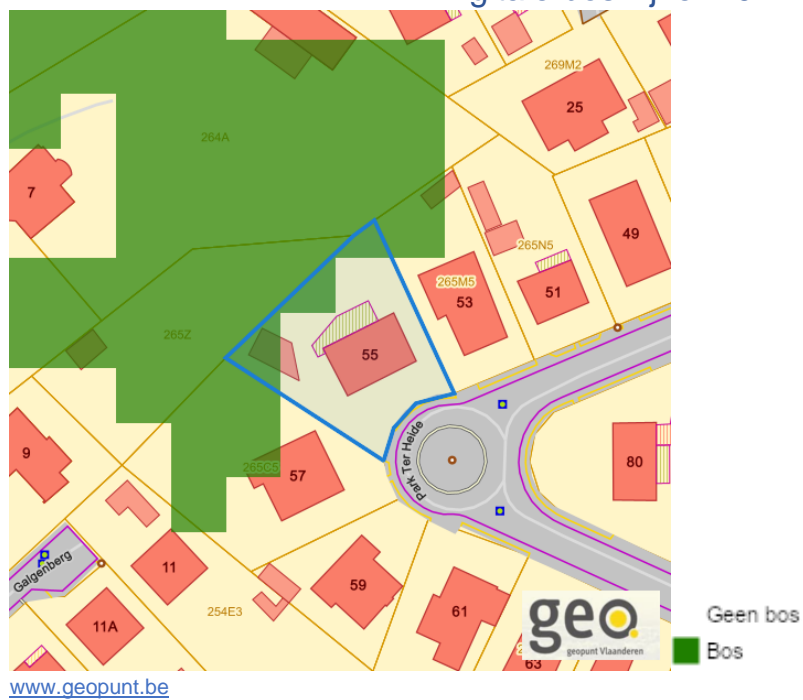 269M2
25
264A
7
49
265N5
265M5
53
51
265Z
55
Park Ter Heide
9
265C5
57
80
Galgenberg
11
59
254E3
61
11A
63
geo.
geopunt Vlaanderen
Geen bos
Bos
www.geopunt.be